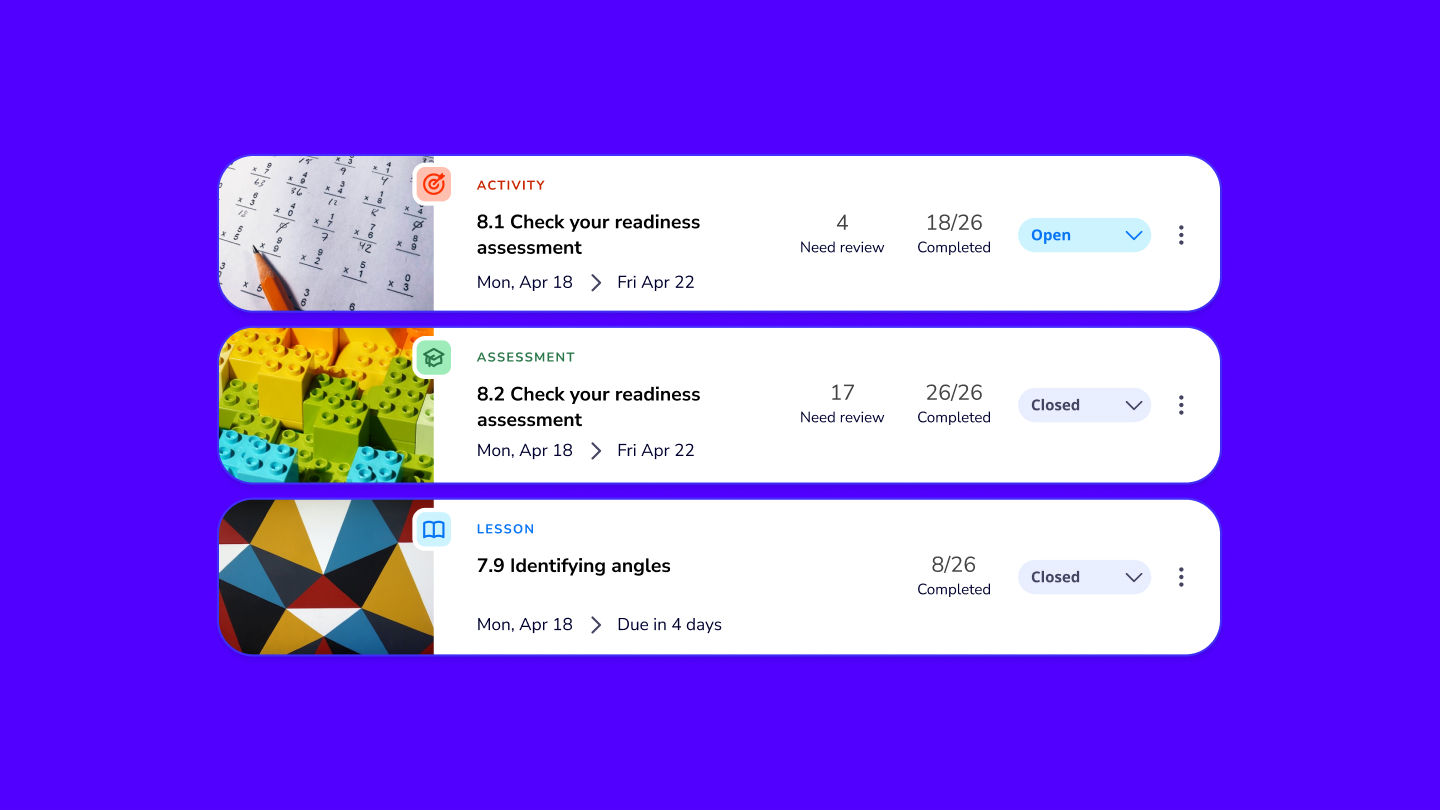 ACTIVITY
8.1 Check your readiness
assessment
Mon, Apr 18 Fri Apr 22
4
Need review
18/26
Completed
Open
ASSESSMENT
8.2 Check your readiness
assessment
Mon, Apr 18 Fri Apr 22
17
Need review
26/26
Completed
Closed
LESSON
7.9 Identifying angles
Mon, Apr 18 Due in 4 days
8/26
Completed
Closed